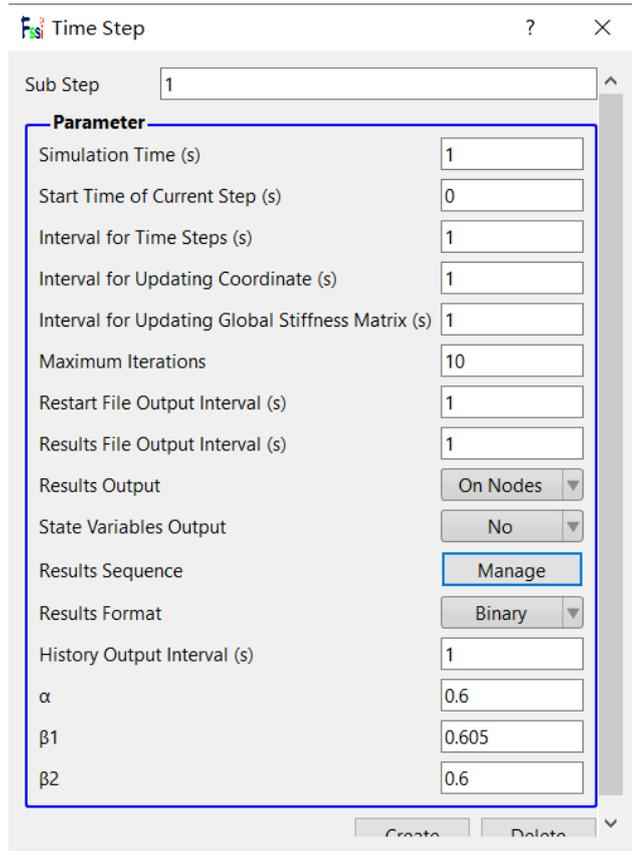 Fssi Time Step ?
Sub Step 1
Parameter
Simulation Time (s) 1
Start Time of Current Step (s) 0
Interval for Time Steps (s) 1
Interval for Updating Coordinate (s) 1
Interval for Updating Global Stiffness Matrix (s) 1
Maximum Iterations 10
Restart File Output Interval (s) 1
Results File Output Interval (s) 1
Results Output On Nodes
State Variables Output No
Results Sequence Manage
Results Format Binary
History Output Interval (s) 1
α 0.6
β1 0.605
β2 0.6
Create Delete